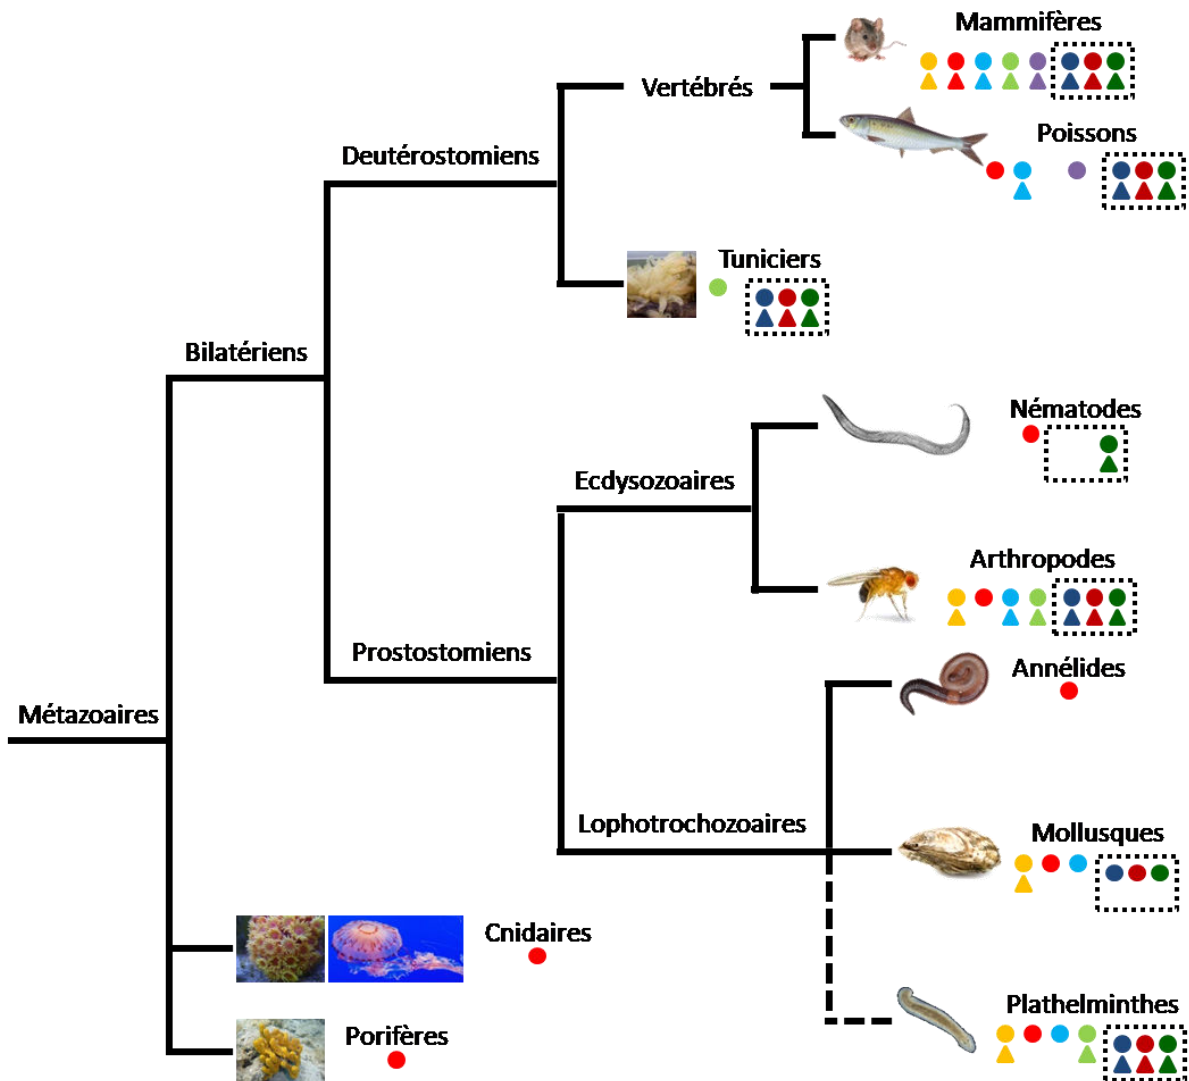 Mammifères
Vertébrés
Poissons
Deutérostomiens
Tuniciers
Bilatériens
Nématodes
Ecdysozoaires
Arthropodes
Prostostomiens
Annélides
Métazoaires
Lophotrochozoaires
Mollusques
Cnidaires
Plathelminthes
Porifères